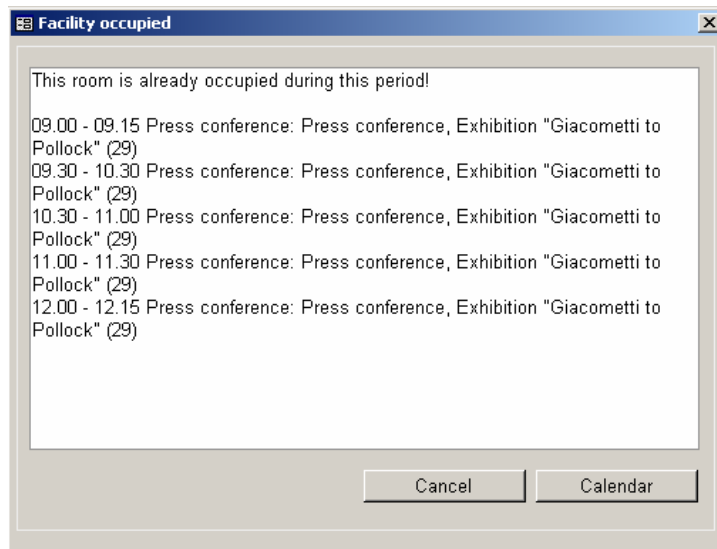 Facility occupied
This room is already occupied during this period!
09.00 - 09.15 Press conference: Press conference, Exhibition "Giacometti to
Pollock" (29)
09.30 - 10.30 Press conference: Press conference, Exhibition "Giacometti to
Pollock" (29)
10.30 - 11.00 Press conference: Press conference, Exhibition "Giacometti to
Pollock" (29)
11.00 - 11.30 Press conference: Press conference, Exhibition "Giacometti to
Pollock" (29)
12.00 - 12.15 Press conference: Press conference, Exhibition "Giacometti to
Pollock" (29)
Cancel Calendar